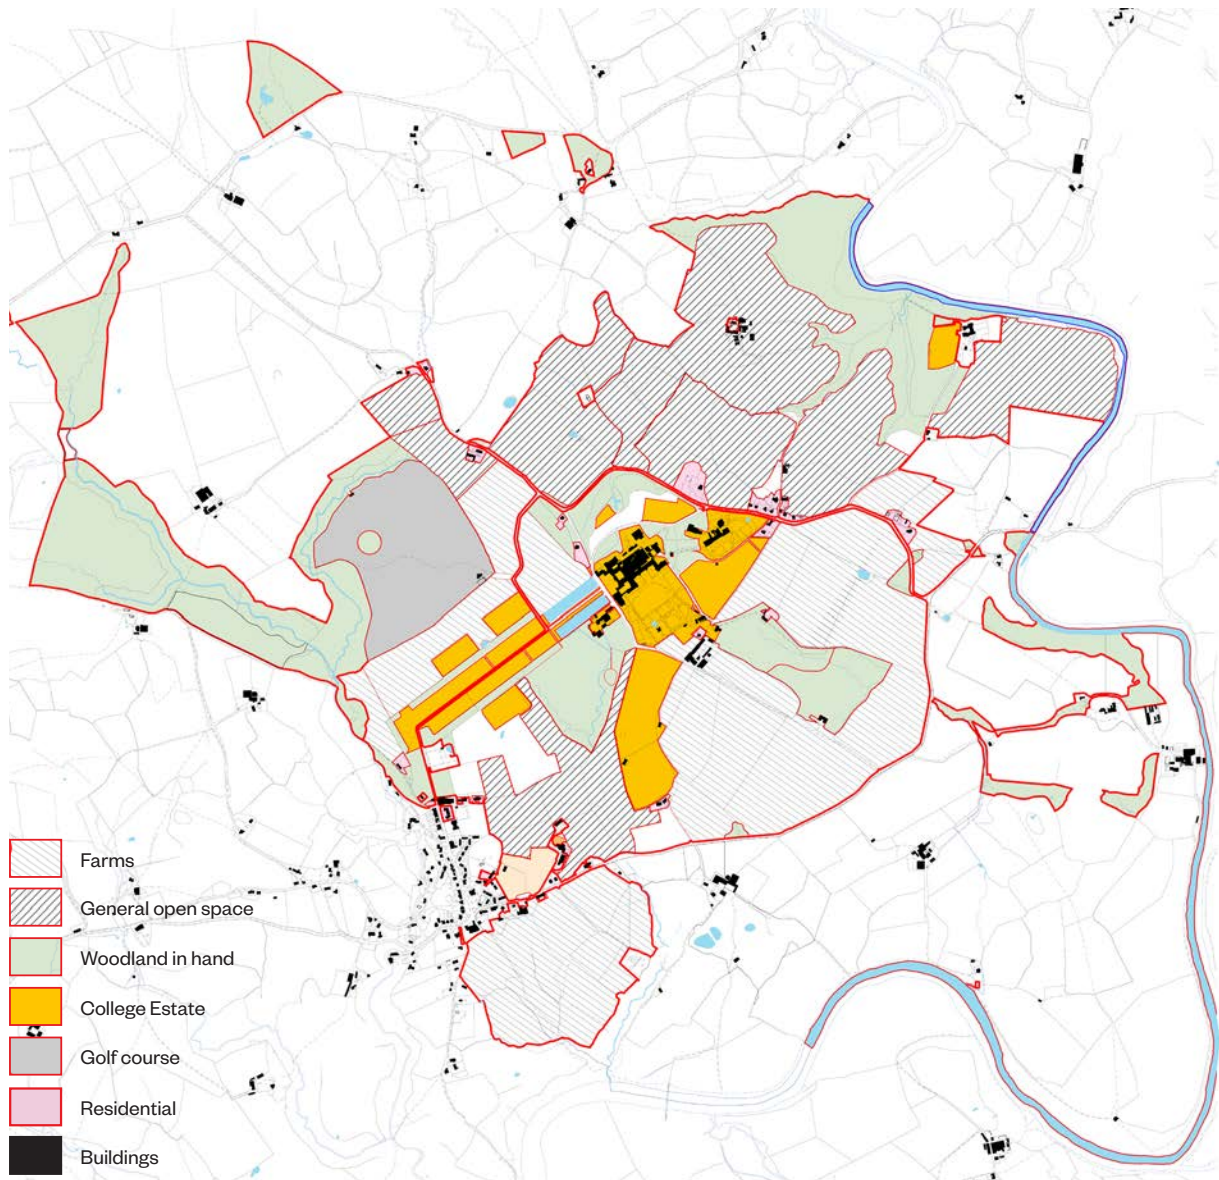 Farms
General open space
Woodland in hand
College Estate
Golf course
Residential
Buildings